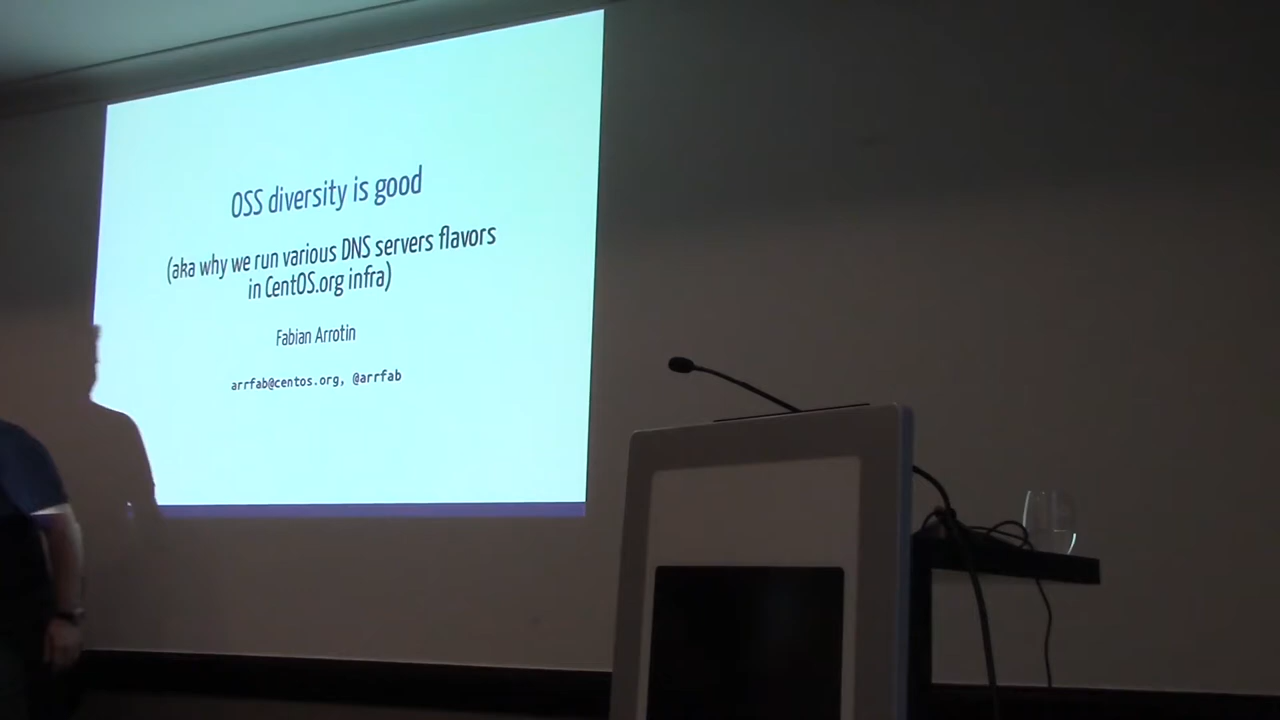 OSS diversity is good
(aka why we run various DNS servers flavors
in CentOS.org infra)
Fabian Arrotin
arrfab@centos.org, @arrfab